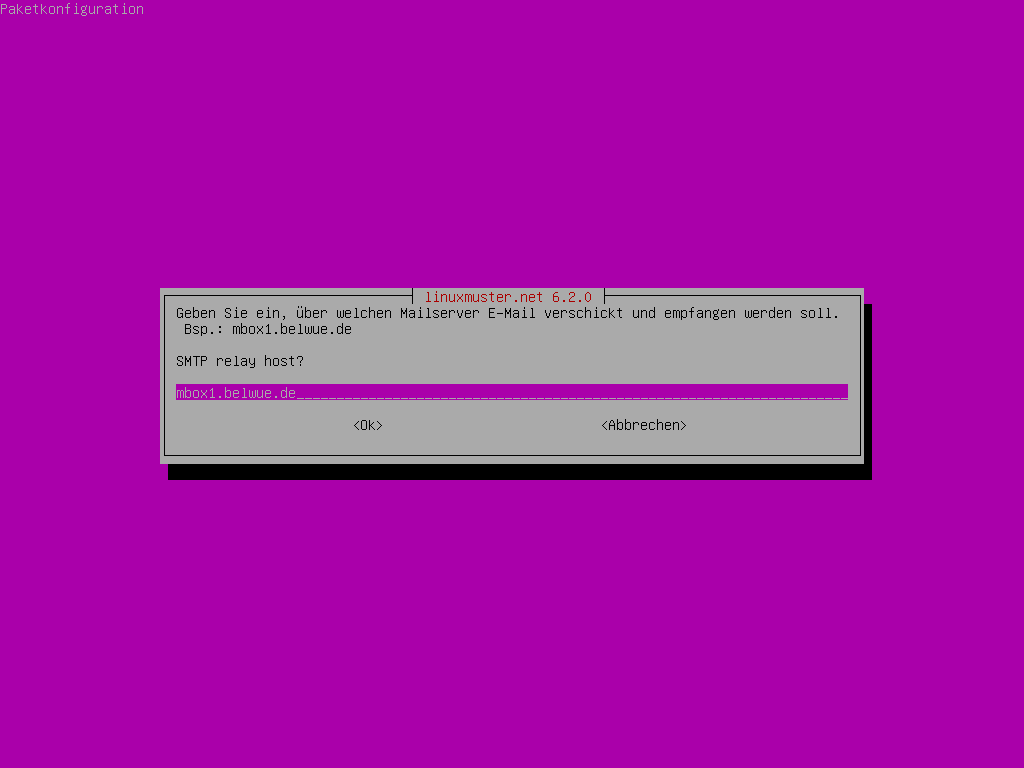 Paketkonfiguration
linuxmuster.net 6.2.0
Geben Sie ein, über welchen Mailserver E-Mail verschickt und empfangen werden soll.
Bsp.: mbox1.belwue.de
SMTP relay host?
mbox1.belwue.de
<Ok> <Abbrechen>